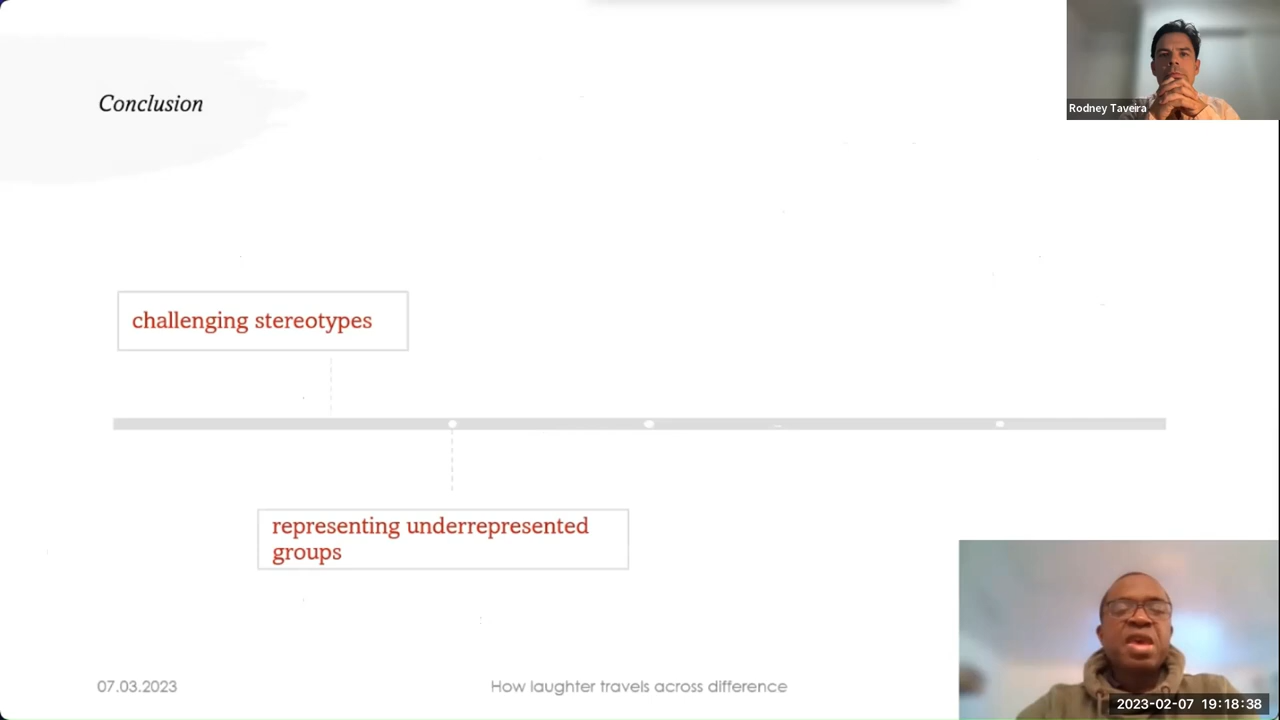 Conclusion
Rodney Taveira
challenging stereotypes
representing underrepresented
groups
07.03.2023
How laughter travels across difference
2023-02-07 19:18:38